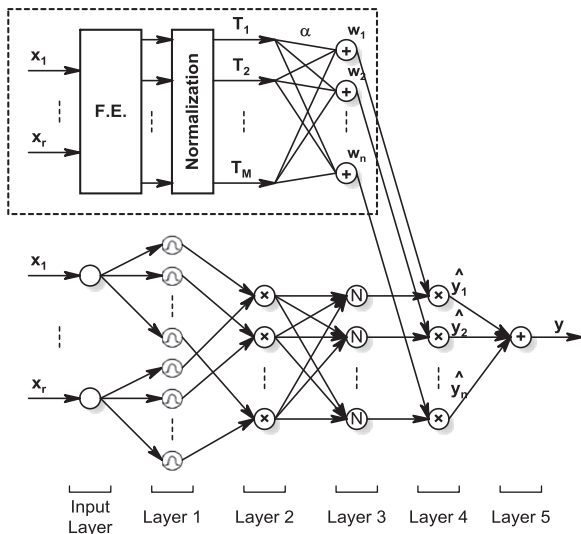 T1 α w1
x1 T2 w2
F.E. Normalization
xr TM wn
x1
N ŷ1
N ŷ2 y
xr ŷn
N
Input Layer
Layer 1 Layer 2 Layer 3 Layer 4 Layer 5